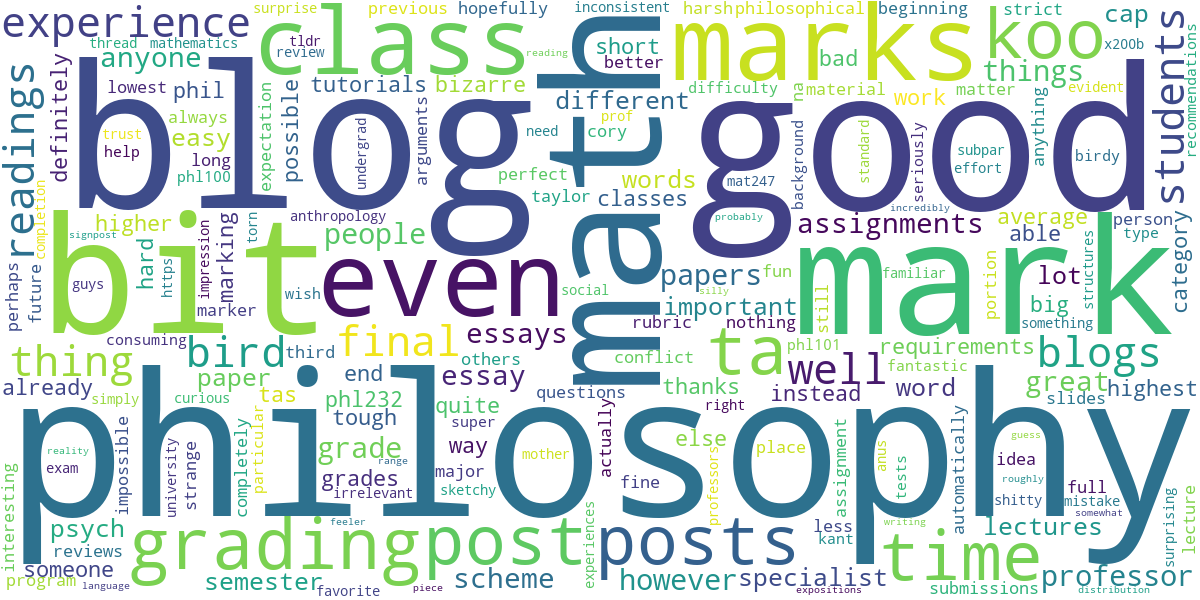 experience
surprise
previous
hopefully
inconsistent
harsh
philosophical
beginning
strict
cap
x200b
recommendations
thread
mathematics
tldr
review
class
reading
short
better
marks
koo
things
students
anyone
definitely
lowest
phil
tutorials
bizarre
math
different
difficulty
bad
material
na
work
matter
evident
readings
blog
good
trust
help
always
easy
long
phl100
expectation
possible
undergrad
arguments
need
prof
cory
perfect
taylor
words
classes
mat247
background
standard
seriously
subpar
effort
anything
birdy
completion
higher
anthropology
torn
impression
marking
people
probably
incredibly
assignments
average
able
person
type
category
signpost
bit
guys
https
hard
even
wish
marker
social
papers
important
fun
silly
still
mark
familiar
portion
lot
big
structures
something
perhaps
future
consuming
thing
bird
third
final
essays
others
rubric
nothing
conflict
phl101
ta
well
requirements
fantastic
blogs
already
simply
paper
curious
tas
end
phl232
essay
quite
questions
thanks
instead
word
great
slides
highest
philosophy
tough
super
right
actually
way
else
place
grade
range
grades
major
irrelevant
sketchy
mother
fine
professors
assignment
anus
tests
automatically
idea
guess
roughly
shitty
full
mistake
somewhat
reality
exam
interesting
impossible
university
strange
completely
particular
psych
reviews
someone
program
language
grading
feeler
semester
favorite
post
piece
scheme
experiences
posts
however
specialist
expositions
less
kant
writing
time
lectures
submissions
professor
distribution
surprising
lecture